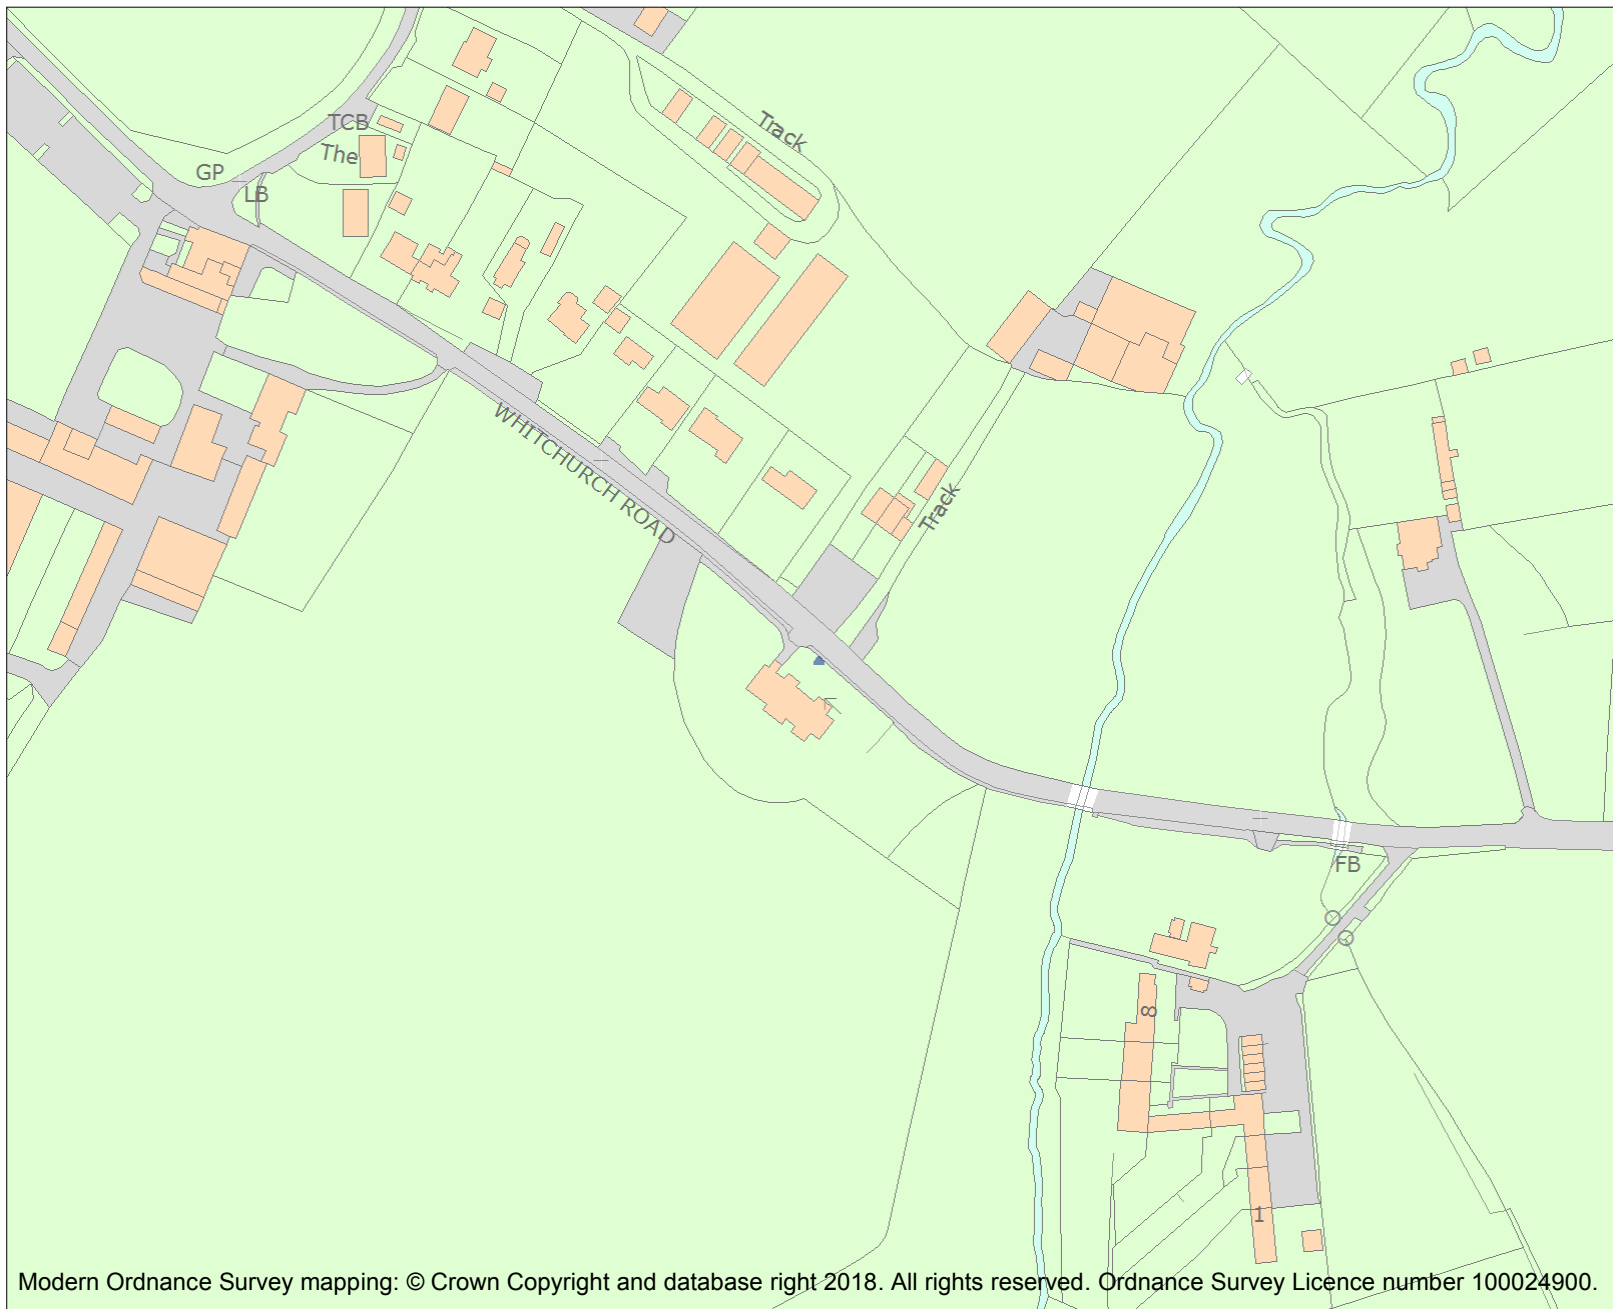 Track
TCB
The
GP
LB
WHITCHURCH ROAD
Track
FB
8
1
Modern Ordnance Survey mapping: © Crown Copyright and database right 2018. All rights reserved. Ordnance Survey Licence number 100024900.